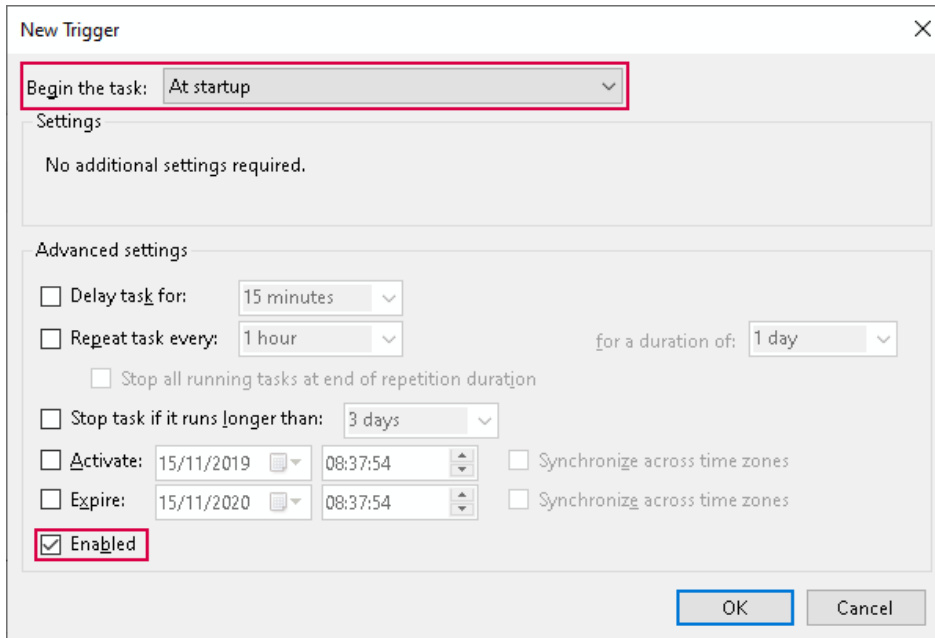 New Trigger
Begin the task: At startup
Settings
No additional settings required.
Advanced settings
Delay task for: 15 minutes
Repeat task every: 1 hour for a duration of: 1 day
Stop all running tasks at end of repetition duration
Stop task if it runs longer than: 3 days
Activate: 15/11/2019 08:37:54 Synchronize across time zones
Expire: 15/11/2020 08:37:54 Synchronize across time zones
Enabled
OK Cancel